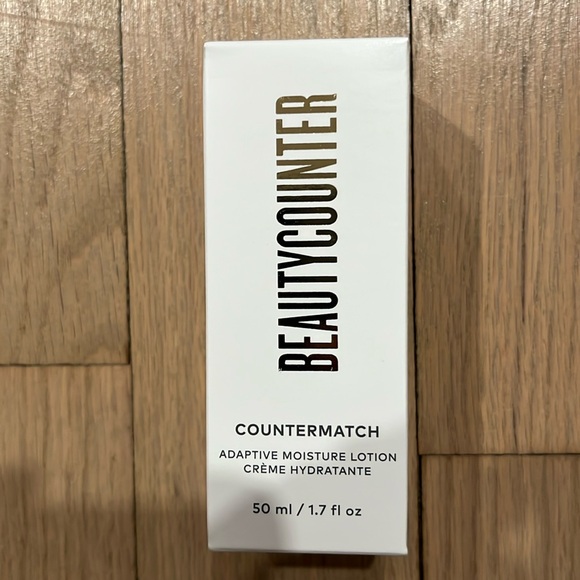 BEAUTYCOUNTER
COUNTERMATCH
ADAPTIVE MOISTURE LOTION
CRÈME HYDRATANTE
50 ml / 1.7 fl oz